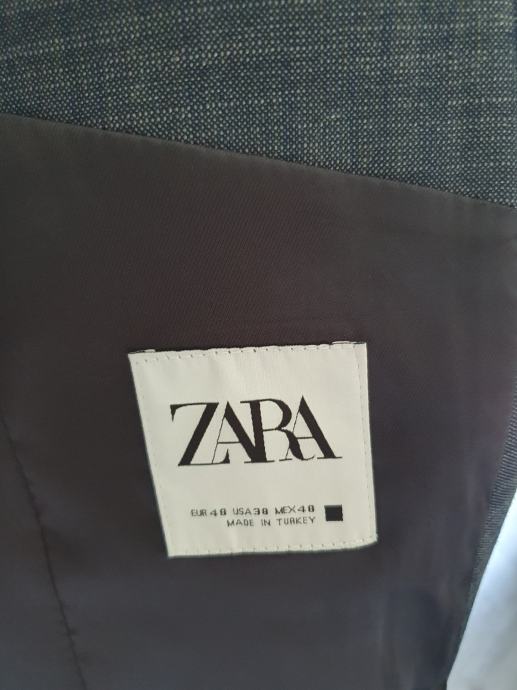 ZARA
EUR 48 USA 38 MEX 48
MADE IN TURKEY